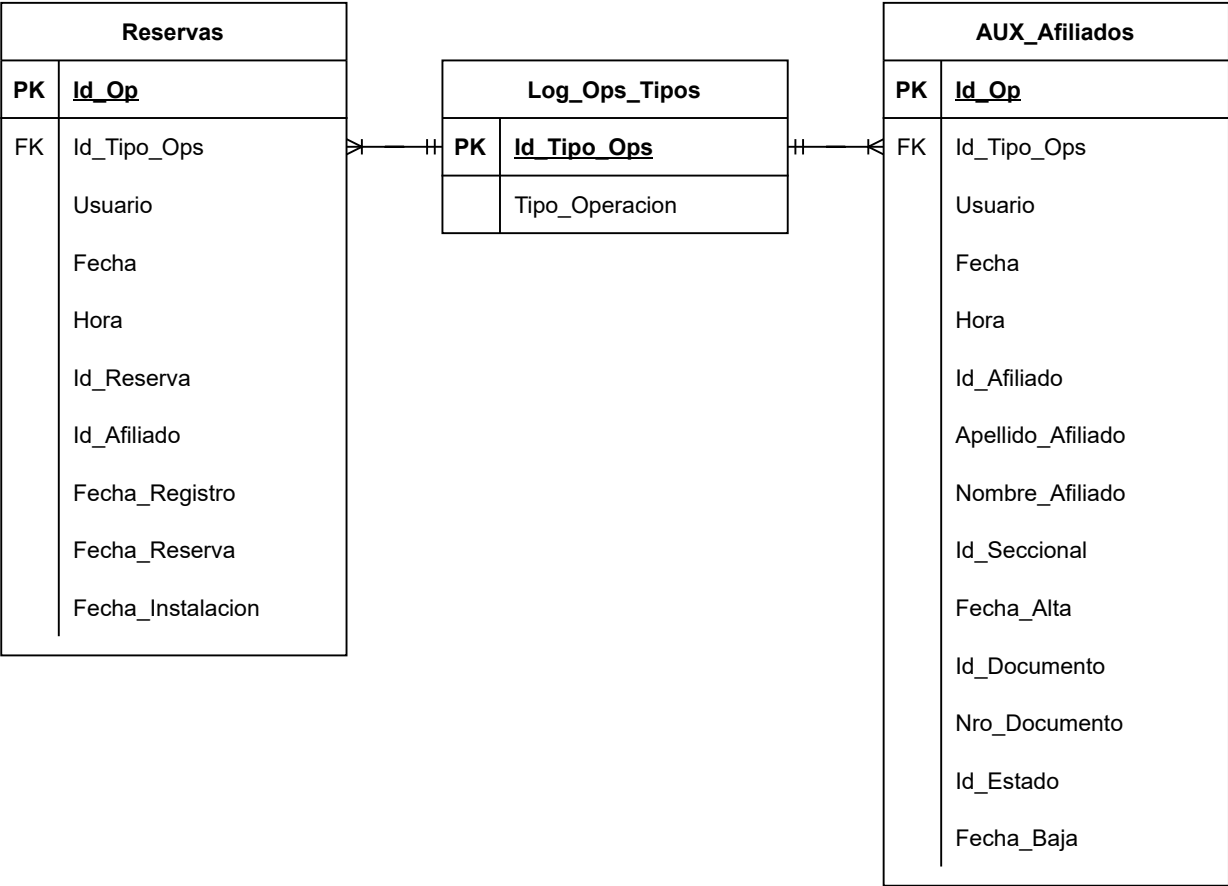 Reservas
PK Id_Op
FK Id_Tipo_Ops
Usuario
Fecha
Hora
Id_Reserva
Id_Afiliado
Fecha_Registro
Fecha_Reserva
Fecha_Instalacion
Log_Ops_Tipos
PK Id_Tipo_Ops
Tipo_Operacion
AUX_Afiliados
PK Id_Op
FK Id_Tipo_Ops
Usuario
Fecha
Hora
Id_Afiliado
Apellido_Afiliado
Nombre_Afiliado
Id_Seccional
Fecha_Alta
Id_Documento
Nro_Documento
Id_Estado
Fecha_Baja